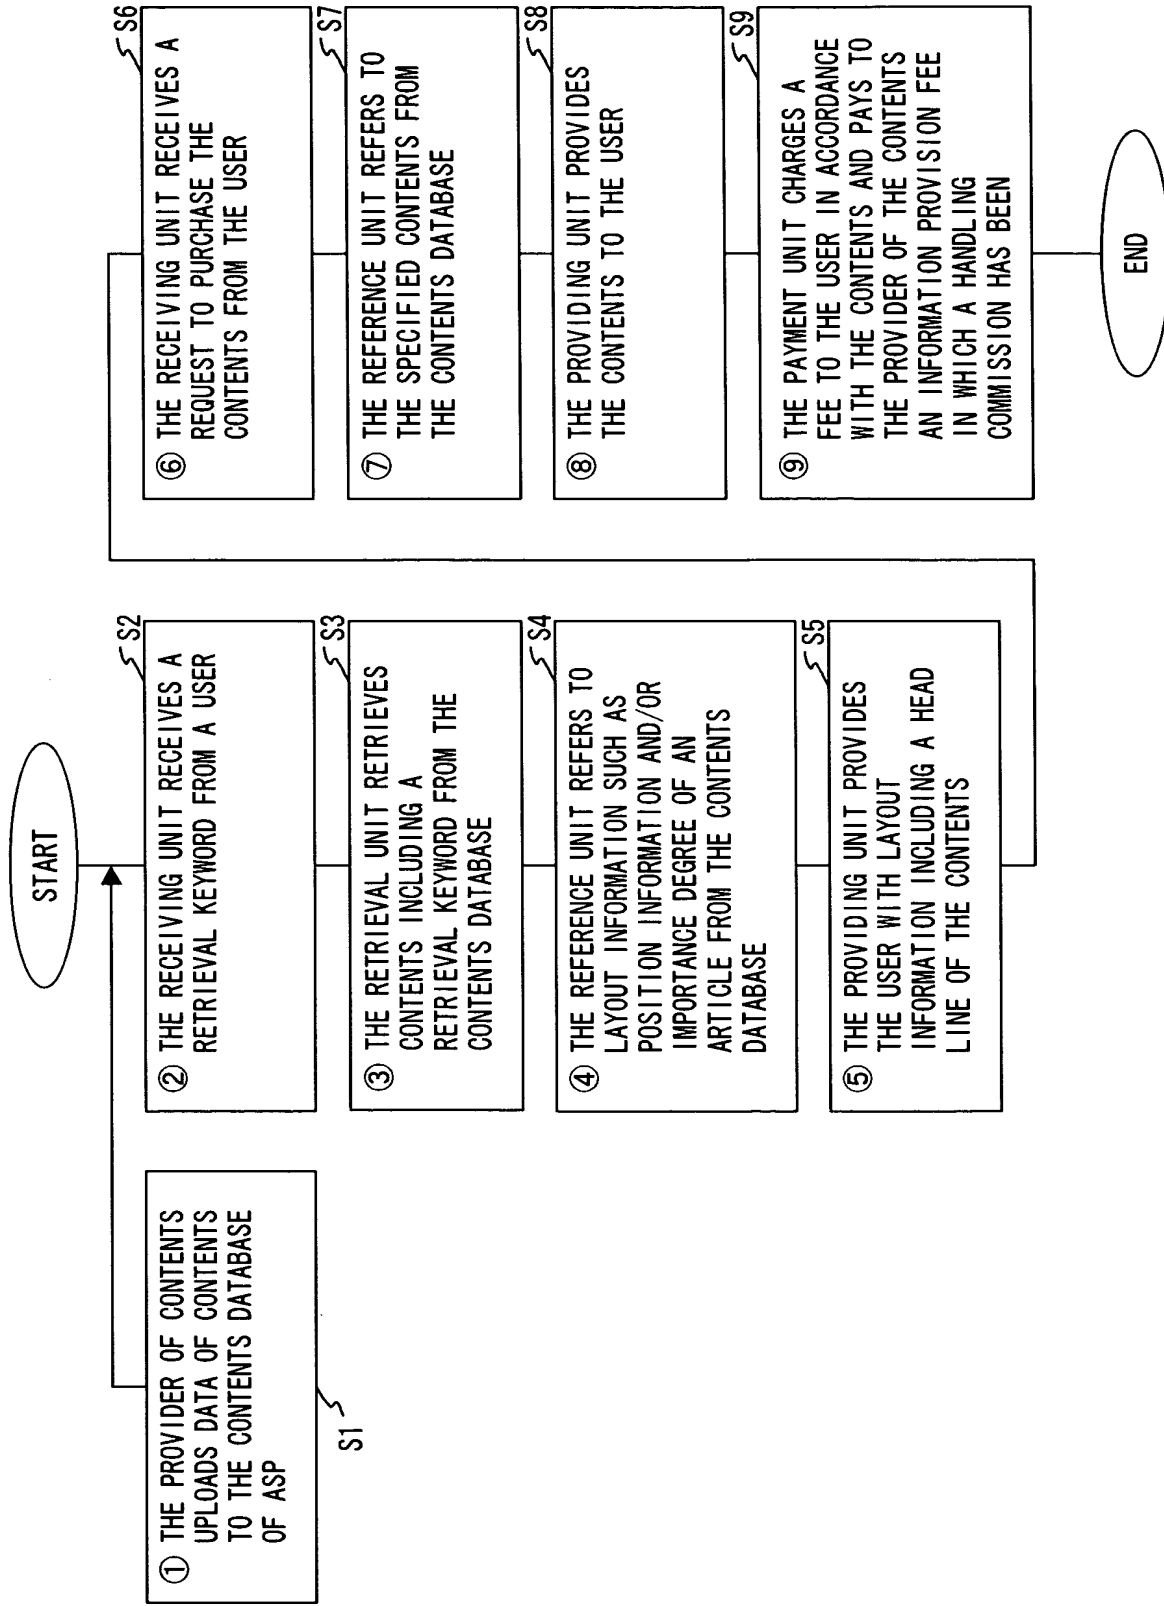 START
① THE PROVIDER OF CONTENTS
UPLOADS DATA OF CONTENTS
TO THE CONTENTS DATABASE
OF ASP
S1
S2
② THE RECEIVING UNIT RECEIVES A
RETRIEVAL KEYWORD FROM A USER
S3
③ THE RETRIEVAL UNIT RETRIEVES
CONTENTS INCLUDING A
RETRIEVAL KEYWORD FROM THE
CONTENTS DATABASE
S4
④ THE REFERENCE UNIT REFERS TO
LAYOUT INFORMATION SUCH AS
POSITION INFORMATION AND/OR
IMPORTANCE DEGREE OF AN
ARTICLE FROM THE CONTENTS
DATABASE
S5
⑤ THE PROVIDING UNIT PROVIDES
THE USER WITH LAYOUT
INFORMATION INCLUDING A HEAD
LINE OF THE CONTENTS
S6
⑥ THE RECEIVING UNIT RECEIVES A
REQUEST TO PURCHASE THE
CONTENTS FROM THE USER
S7
⑦ THE REFERENCE UNIT REFERS TO
THE SPECIFIED CONTENTS FROM
THE CONTENTS DATABASE
S8
⑧ THE PROVIDING UNIT PROVIDES
THE CONTENTS TO THE USER
S9
⑨ THE PAYMENT UNIT CHARGES A
FEE TO THE USER IN ACCORDANCE
WITH THE CONTENTS AND PAYS TO
THE PROVIDER OF THE CONTENTS
AN INFORMATION PROVISION FEE
IN WHICH A HANDLING
COMMISSION HAS BEEN
END